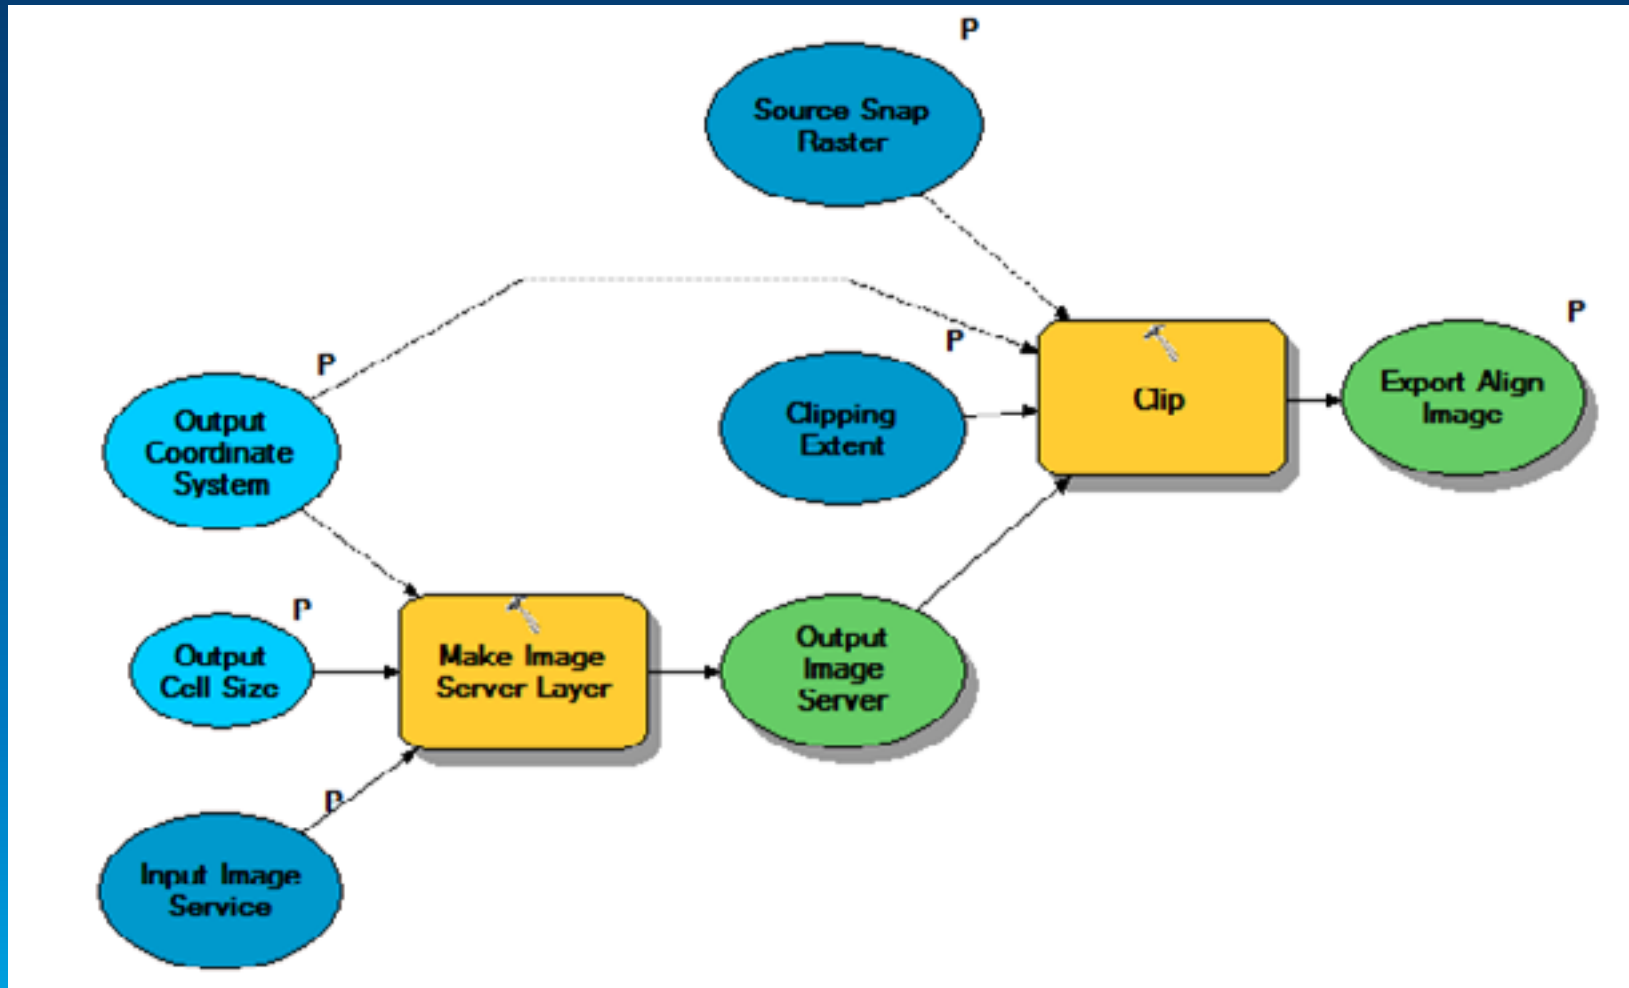 P
Source Snap
Raster
P
P
P
Output
Coordinate
System
Clipping
Extent
Clip
Export Align
Image
P
Output
Cell Size
Make Image
Server Layer
Output
Image
Server
P
Input Image
Service